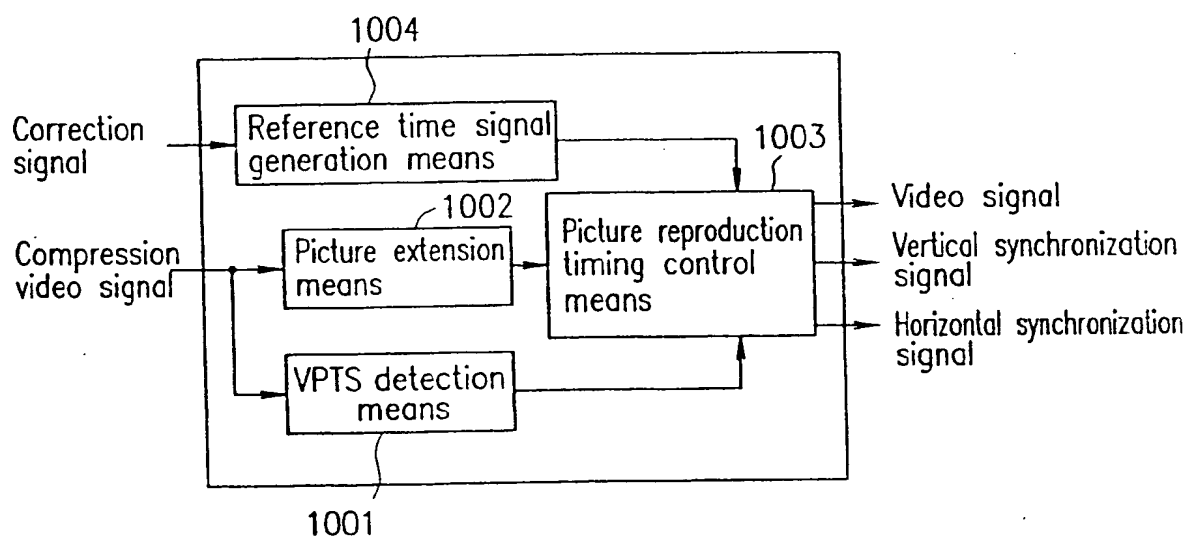 1004
Correction
signal
Reference time signal
generation means
1003
Video signal
1002
Compression
video signal
Picture extension
means
Picture reproduction
timing control
means
Vertical synchronization
signal
Horizontal synchronization
signal
VPTS detection
means
1001